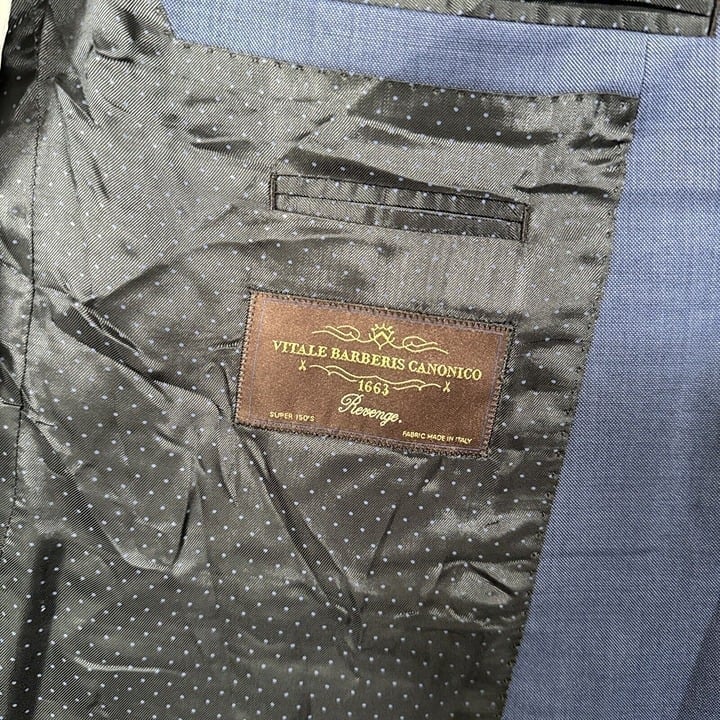 VITALE BARBERIS CANONICO
1663
Revenge.
SUPER 150'S
FABRIC MADE IN ITALY